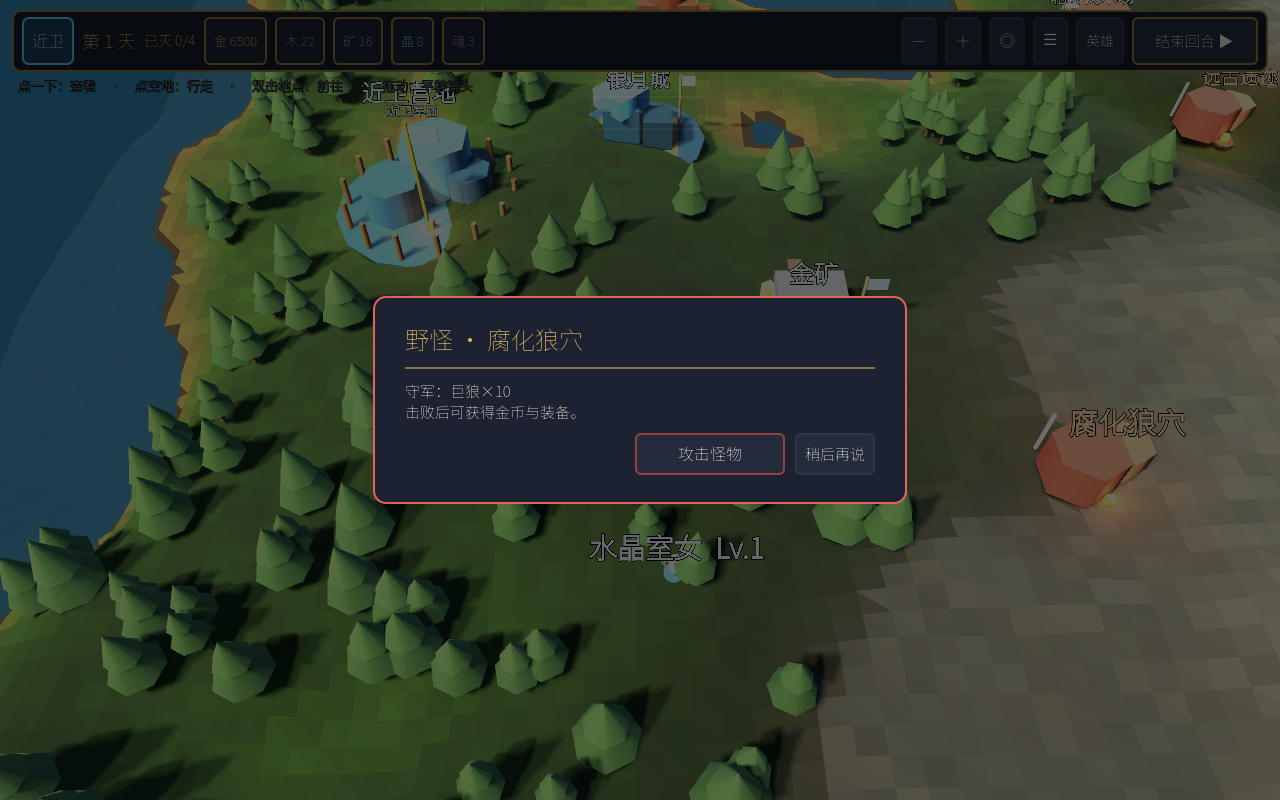 近卫
第 1 天
已灭 0/4
金 6500
木 22
矿 16
晶 8
魂 3
－
＋
◎
☰
英雄
结束回合 ▶
点一下：查看 · 点空地：行走 · 双击地点：前往
近卫营地
近卫军团
银月城
远古遗迹
金矿
野怪 · 腐化狼穴
守军：巨狼×10
击败后可获得金币与装备。
攻击怪物
稍后再说
腐化狼穴
水晶室女 Lv.1